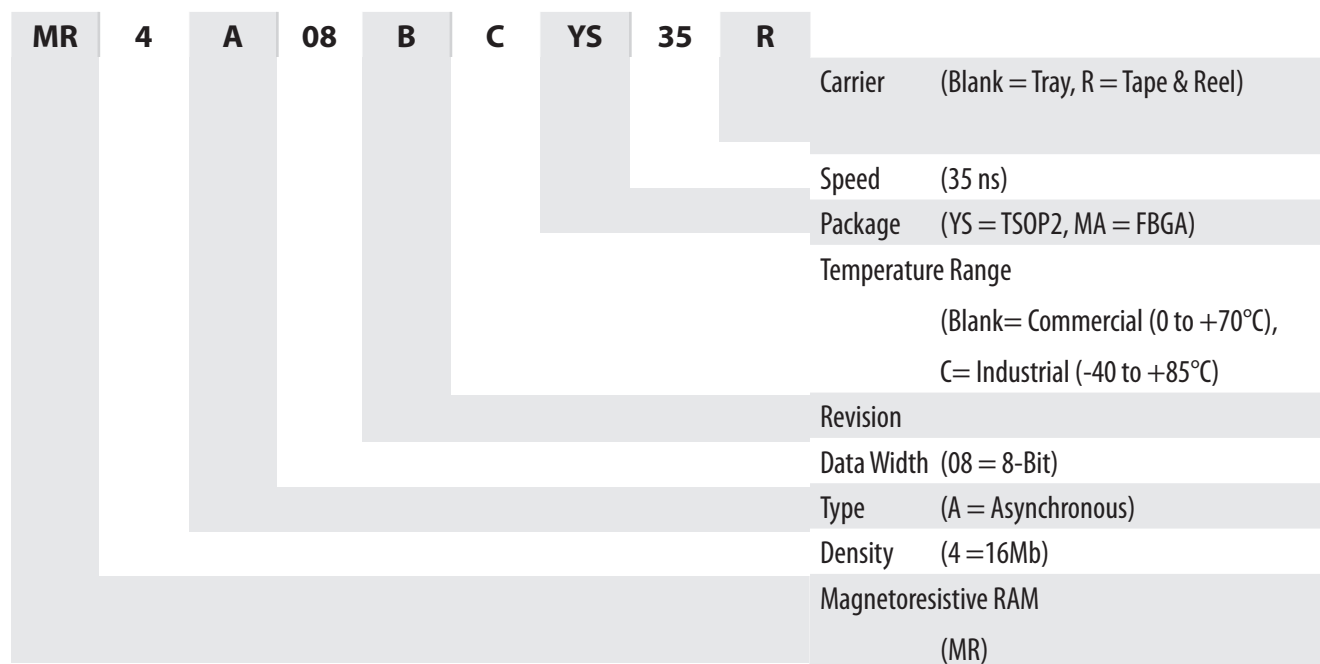 MR 4 A 08 B C YS 35 R
Carrier (Blank = Tray, R = Tape & Reel)
Speed (35 ns)
Package (YS = TSOP2, MA = FBGA)
Temperature Range
(Blank= Commercial (0 to +70°C),
C= Industrial (-40 to +85°C)
Revision
Data Width (08 = 8-Bit)
Type (A = Asynchronous)
Density (4 =16Mb)
Magnetoresistive RAM
(MR)